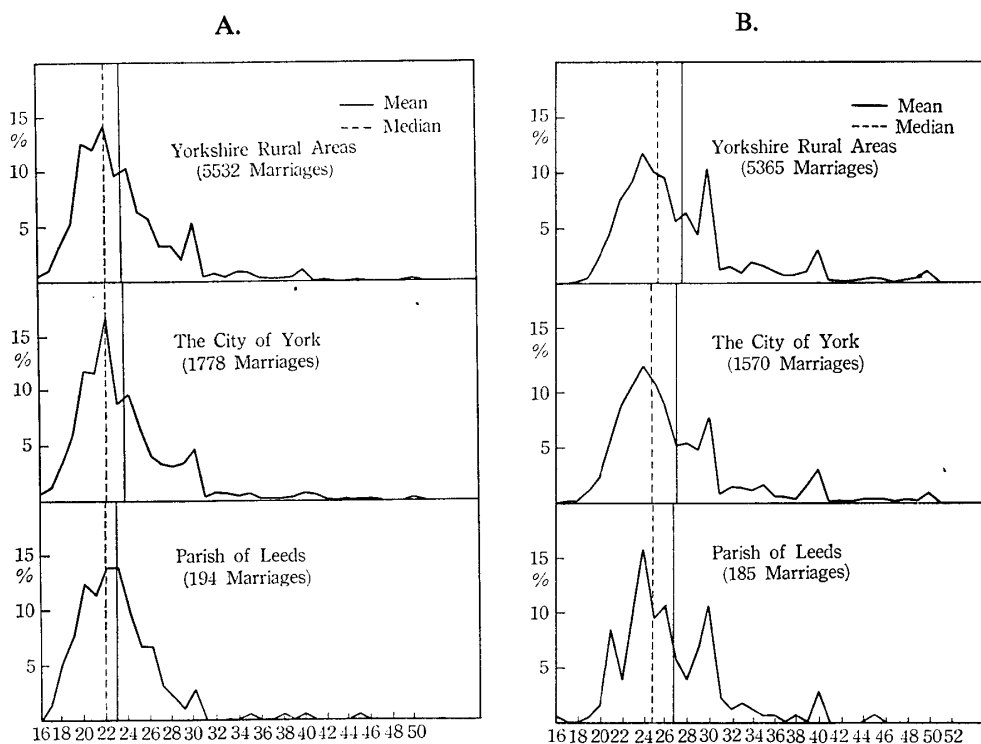 A.
15
%
10
5
Mean
Median
Yorkshire Rural Areas
(5532 Marriages)
15
%
10
5
The City of York
(1778 Marriages)
15
%
10
5
Parish of Leeds
(194 Marriages)
16 18 20 22 24 26 28 30 32 34 36 38 40 42 44 46 48 50
B.
15
%
10
5
Mean
Median
Yorkshire Rural Areas
(5365 Marriages)
15
%
10
5
The City of York
(1570 Marriages)
15
%
10
5
Parish of Leeds
(185 Marriages)
16 18 20 22 24 26 28 30 32 34 36 38 40 42 44 46 48 50 52